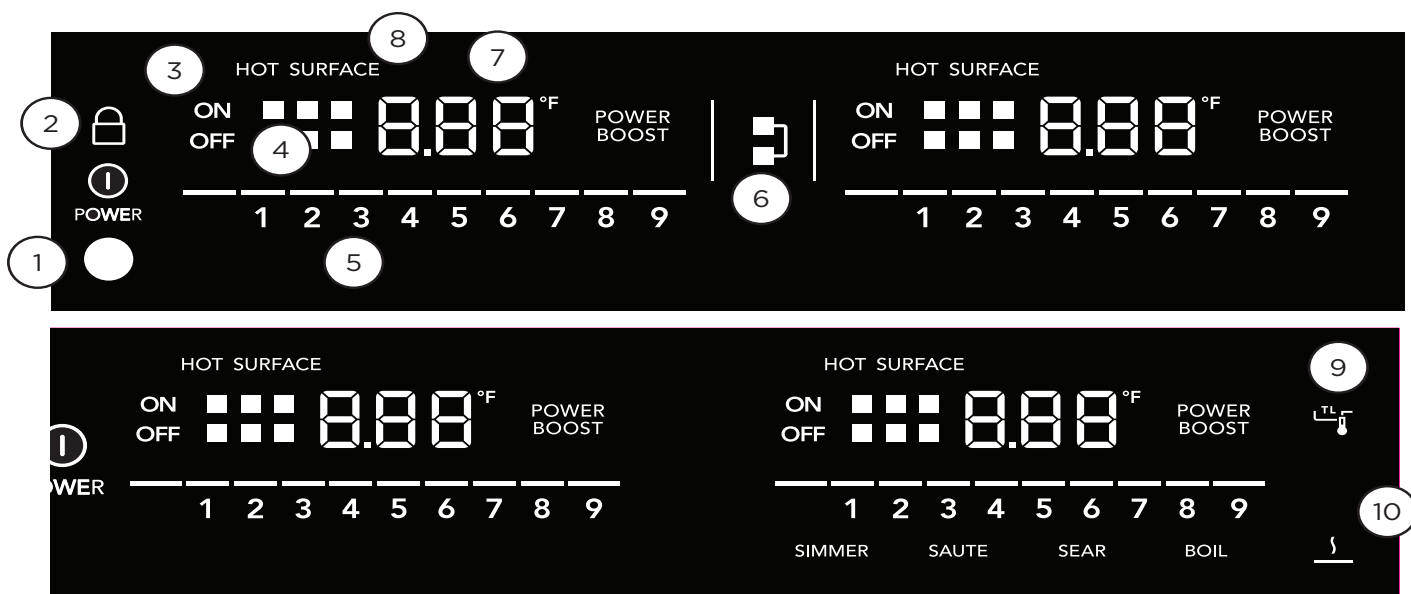 8
7
3
HOT SURFACE
HOT SURFACE
2
ON
8.88 °F
POWER
BOOST
ON
8.88 °F
POWER
BOOST
OFF
4
OFF
6
POWER
1 2 3 4 5 6 7 8 9
1 2 3 4 5 6 7 8 9
1
5
HOT SURFACE
HOT SURFACE
9
ON
8.88 °F
POWER
BOOST
ON
8.88 °F
POWER
BOOST
TL
OFF
OFF
OWER
1 2 3 4 5 6 7 8 9
1 2 3 4 5 6 7 8 9
10
SIMMER SAUTE SEAR BOIL